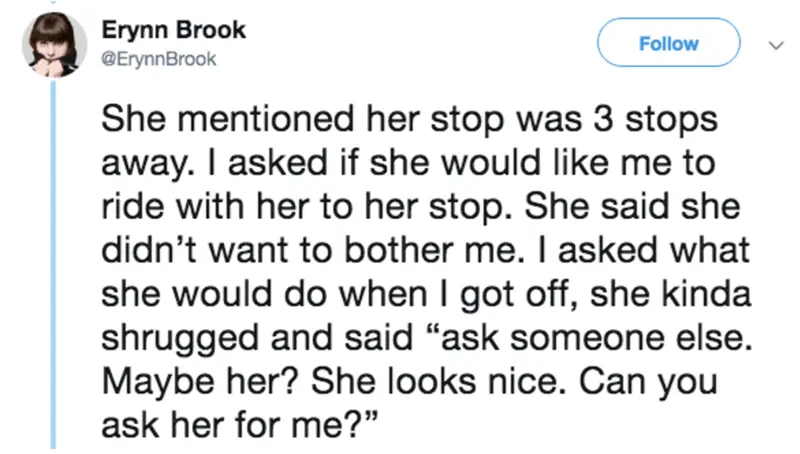 Erynn Brook
@ErynnBrook
Follow
She mentioned her stop was 3 stops
away. I asked if she would like me to
ride with her to her stop. She said she
didn’t want to bother me. I asked what
she would do when I got off, she kinda
shrugged and said “ask someone else.
Maybe her? She looks nice. Can you
ask her for me?”